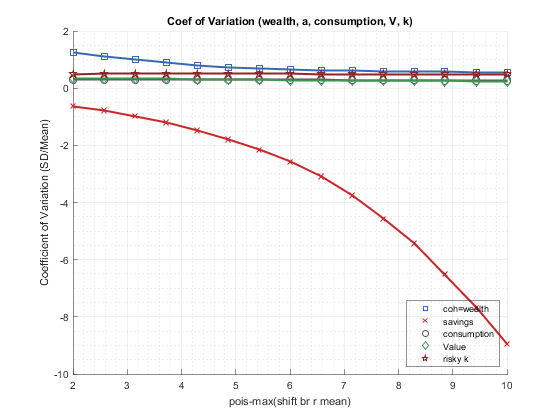 Coef of Variation (wealth, a, consumption, V, k)
2
0
-2
-4
-6
-8
-10
Coefficient of Variation (SD/Mean)
coh=wealth
savings
consumption
Value
risky k
2 3 4 5 6 7 8 9 10
pois-max(shift br r mean)